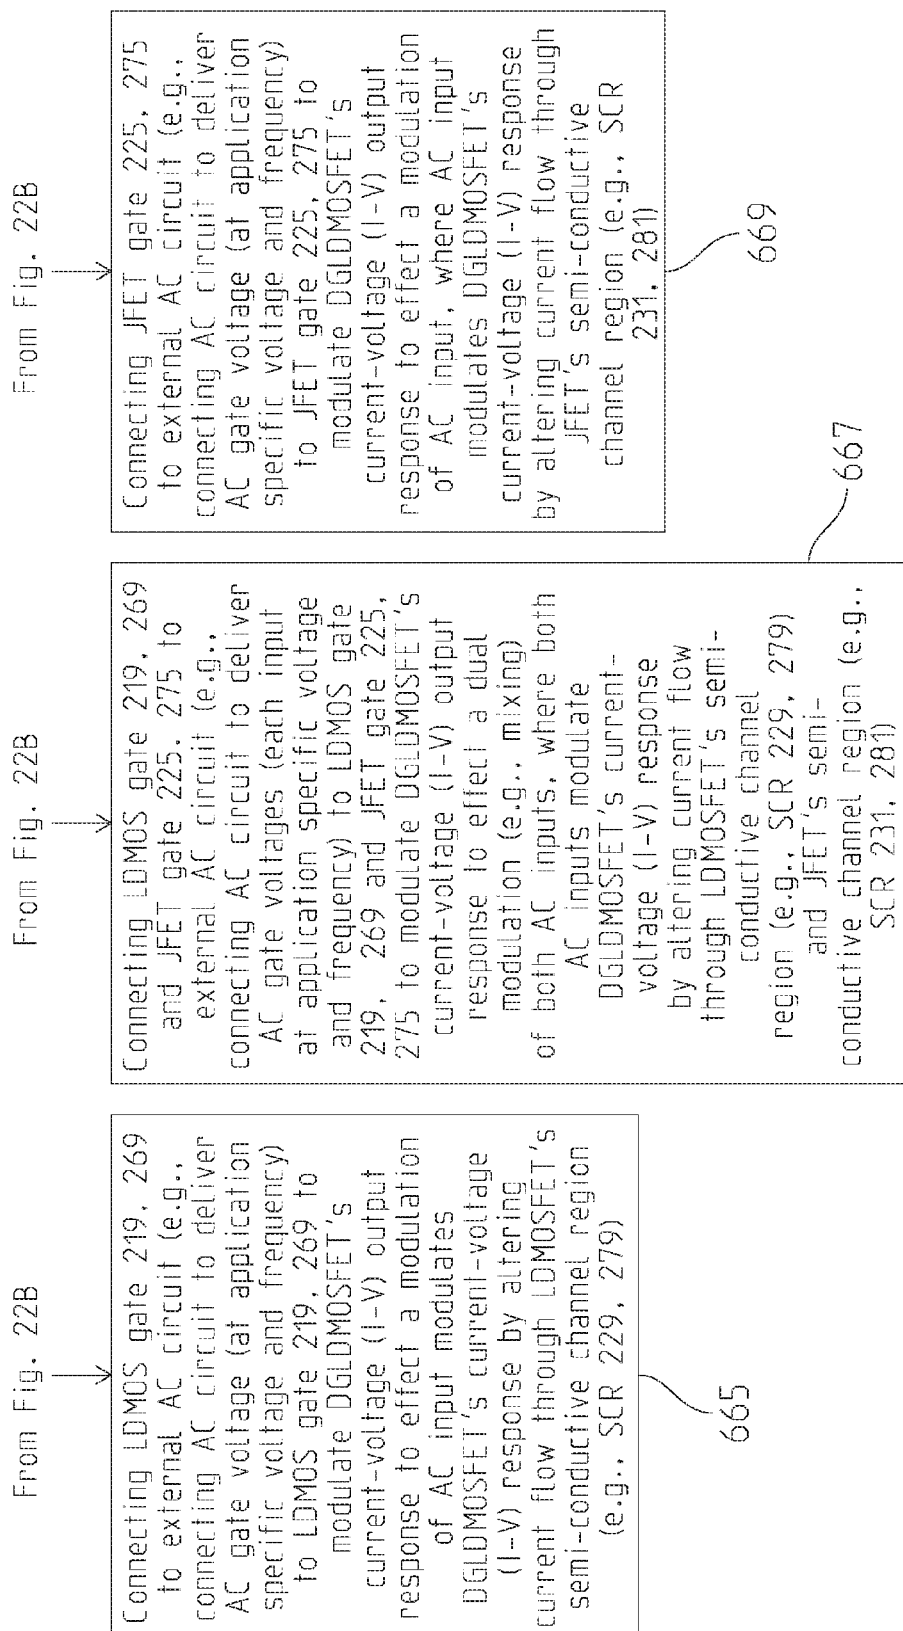 From Fig. 22B
Connecting LDMOS gate 219, 269
to external AC circuit (e.g.,
connecting AC circuit to deliver
AC gate voltage (at application
specific voltage and frequency)
to LDMOS gate 219, 269 to
modulate DGLDMOSFET's
current-voltage (I-V) output
response to effect a modulation
of AC input modulates
DGLDMOSFET's current-voltage
(I-V) response by altering
current flow through LDMOSFET's
semi-conductive channel region
(e.g., SCR 229, 279)
665
From Fig. 22B
Connecting LDMOS gate 219, 269
and JFET gate 225. 275 to
external AC circuit (e.g.,
connecting AC circuit to deliver
AC gate voltages (each input
at application specific voltage
and frequency) to LDMOS gate
219, 269 and JFET gate 225,
275 to modulate DGLDMOSFET's
current-voltage (I-V) output
response to effect a dual
modulation (e.g., mixing)
of both AC inputs, where both
AC inputs modulate
DGLDMOSFET's current-
voltage (I-V) response
by altering current flow
through LDMOSFET's semi-
conductive channel
region (e.g., SCR 229, 279)
and JFET's semi-
conductive channel region (e.g.,
SCR 231, 281)
667
From Fig. 22B
Connecting JFET gate 225, 275
to external AC circuit (e.g.,
connecting AC circuit to deliver
AC gate voltage (at application
specific voltage and frequency)
to JFET gate 225, 275 to
modulate DGLDMOSFET's
current-voltage (I-V) output
response to effect a modulation
of AC input, where AC input
modulates DGLDMOSFET's
current-voltage (I-V) response
by altering current flow through
JFET's semi-conductive
channel region (e.g., SCR
231, 281)
669